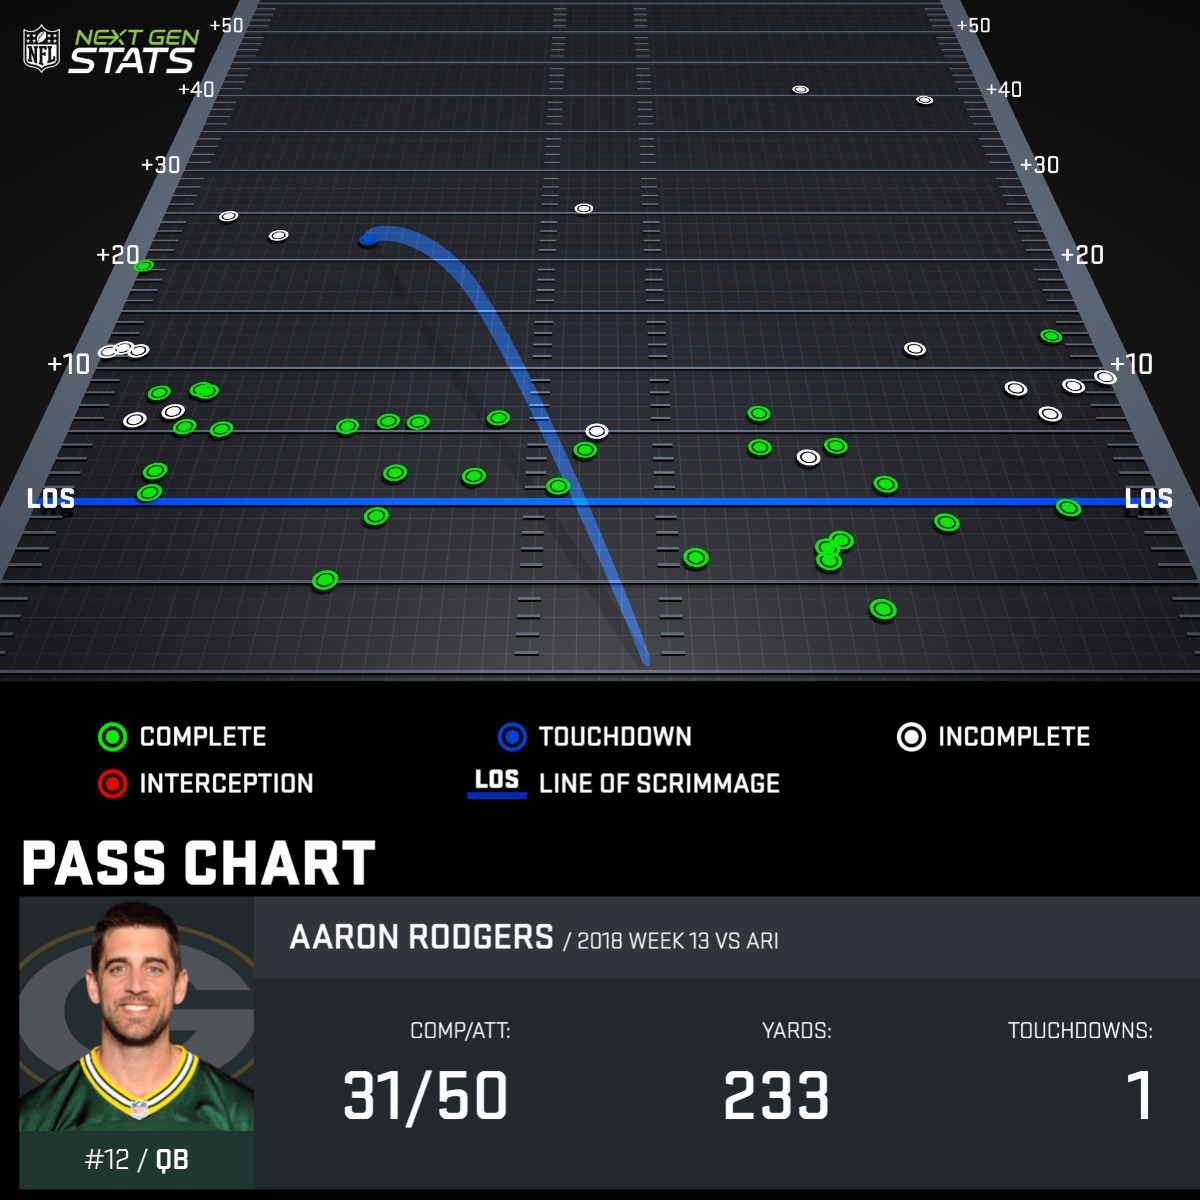 NFL
NEXT GEN
STATS
+50 +50
+40 +40
+30 +30
+20 +20
+10 +10
LOS LOS
COMPLETE TOUCHDOWN INCOMPLETE
INTERCEPTION LOS LINE OF SCRIMMAGE
PASS CHART
AARON RODGERS / 2018 WEEK 13 VS ARI
COMP/ATT: YARDS: TOUCHDOWNS:
31/50 233 1
#12 / QB